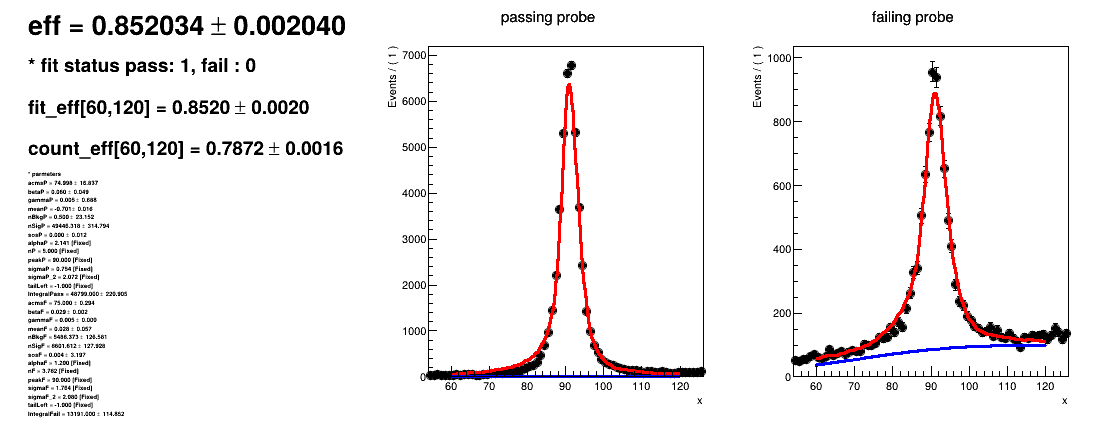 eff = 0.852034 ± 0.002040
* fit status pass: 1, fail : 0
fit_eff[60,120] = 0.8520 ± 0.0020
count_eff[60,120] = 0.7872 ± 0.0016
* parmeters
acmsP = 74.998 ± 16.837
betaP = 0.060 ± 0.049
gammaP = 0.005 ± 0.688
meanP = -0.701 ± 0.016
nBkgP = 0.500 ± 23.152
nSigP = 49446.318 ± 314.794
sosP = 0.000 ± 0.012
alphaP = 2.141 [Fixed]
nP = 5.000 [Fixed]
peakP = 90.000 [Fixed]
sigmaP = 0.754 [Fixed]
sigmaP_2 = 2.072 [Fixed]
tailLeft = -1.000 [Fixed]
IntegralPass = 48799.000 ± 220.905
acmsF = 75.000 ± 0.294
betaF = 0.029 ± 0.002
gammaF = 0.005 ± 0.000
meanF = 0.028 ± 0.057
nBkgF = 5486.373 ± 126.581
nSigF = 6601.612 ± 127.928
sosF = 0.004 ± 3.197
alphaF = 1.200 [Fixed]
nF = 3.762 [Fixed]
peakF = 90.000 [Fixed]
sigmaF = 1.764 [Fixed]
sigmaF_2 = 2.980 [Fixed]
tailLeft = -1.000 [Fixed]
IntegralFail = 13191.000 ± 114.852
passing probe
Events / ( 1 )
7000
6000
5000
4000
3000
2000
1000
0
60 70 80 90 100 110 120
x
failing probe
Events / ( 1 )
1000
800
600
400
200
0
60 70 80 90 100 110 120
x